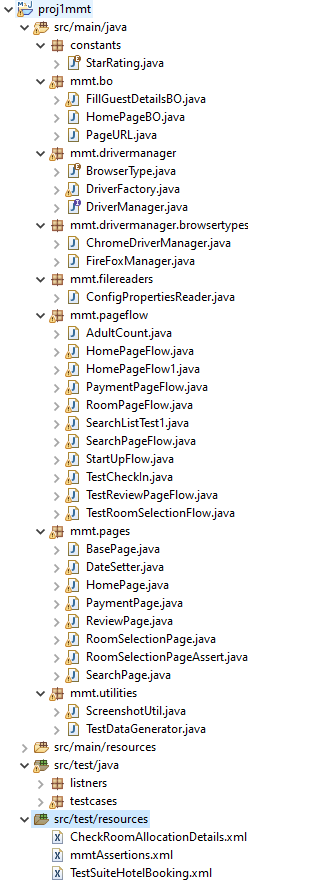 proj1mmt
src/main/java
constants
StarRating.java
mmt.bo
FillGuestDetailsBO.java
HomePageBO.java
PageURL.java
mmt.drivermanager
BrowserType.java
DriverFactory.java
DriverManager.java
mmt.drivermanager.browsertypes
ChromeDriverManager.java
FireFoxManager.java
mmt.filereaders
ConfigPropertiesReader.java
mmt.pageflow
AdultCount.java
HomePageFlow.java
HomePageFlow1.java
PaymentPageFlow.java
RoomPageFlow.java
SearchListTest1.java
SearchPageFlow.java
StartUpFlow.java
TestCheckIn.java
TestReviewPageFlow.java
TestRoomSelectionFlow.java
mmt.pages
BasePage.java
DateSetter.java
HomePage.java
PaymentPage.java
ReviewPage.java
RoomSelectionPage.java
RoomSelectionPageAssert.java
SearchPage.java
mmt.utilities
ScreenshotUtil.java
TestDataGenerator.java
src/main/resources
src/test/java
listners
testcases
src/test/resources
CheckRoomAllocationDetails.xml
mmtAssertions.xml
TestSuiteHotelBooking.xml